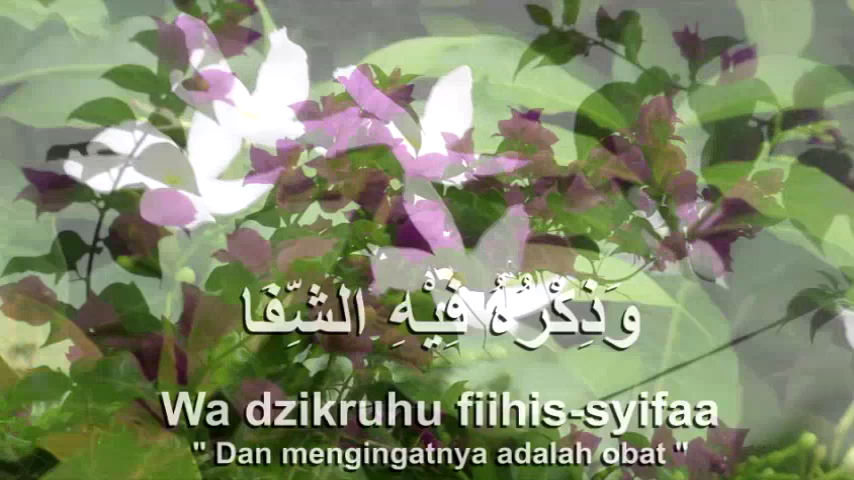 وَذِكْرُهُ فِيْهِ الشِّفَا
Wa dzikruhu fiihis-syifaa
" Dan mengingatnya adalah obat "